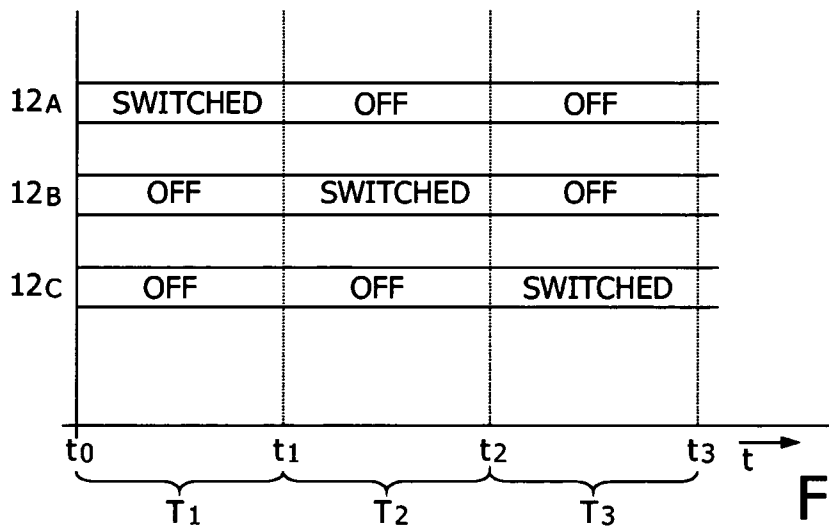 12A SWITCHED OFF OFF
12B OFF SWITCHED OFF
12C OFF OFF SWITCHED
t0 t1 t2 t3 t
T1 T2 T3
F